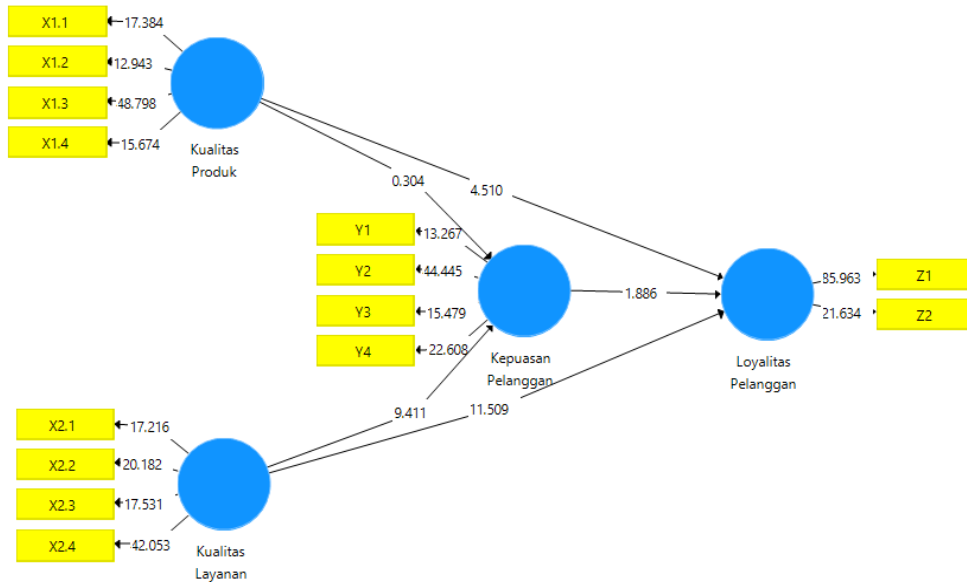 X1.1
17.384
X1.2
12.943
X1.3
48.798
X1.4
15.674
Kualitas
Produk
0.304
4.510
Y1
13.267
Y2
44.445
Y3
15.479
Y4
22.608
Kepuasan
Pelanggan
1.886
85.963
Z1
21.634
Z2
Loyalitas
Pelanggan
9.411
11.509
X2.1
17.216
X2.2
20.182
X2.3
17.531
X2.4
42.053
Kualitas
Layanan